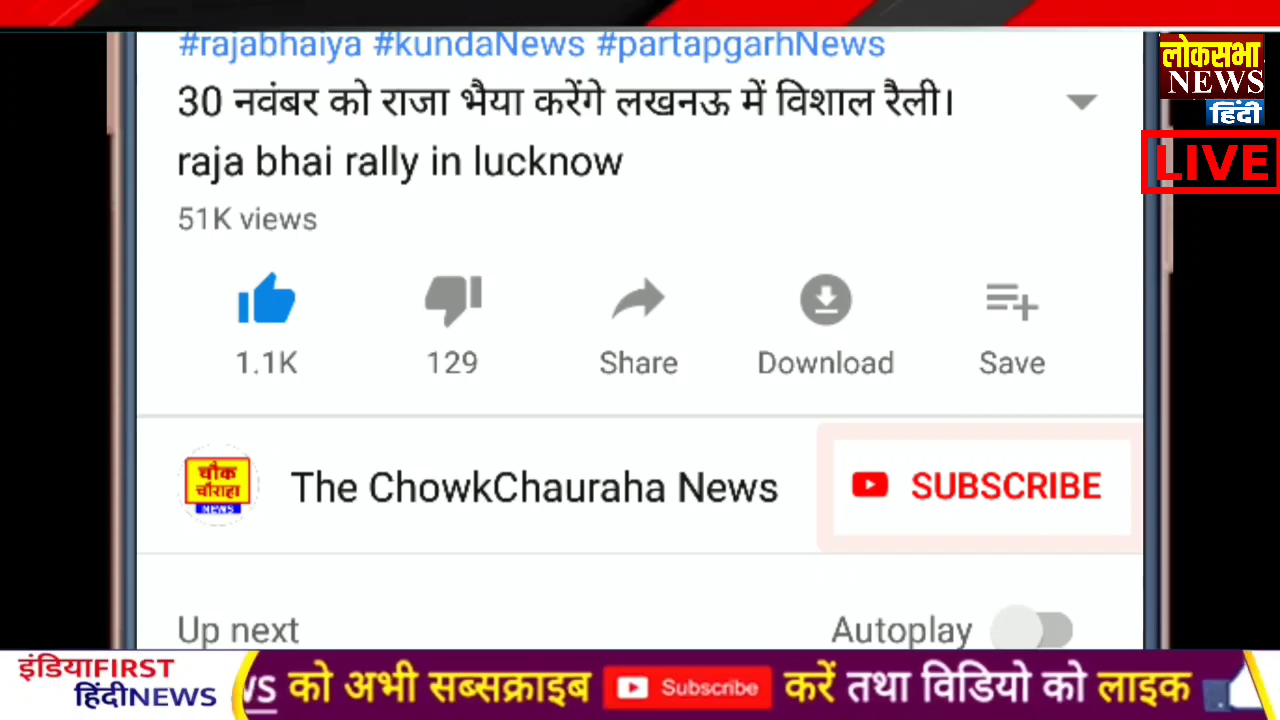 #rajabhaiya #kundaNews #partapgarhNews
30 नवंबर को राजा भैया करेंगे लखनऊ में विशाल रैली।
raja bhai rally in lucknow
51K views
1.1K
129
Share
Download
Save
चौक
चौराहा
NEWS
The ChowkChauraha News
SUBSCRIBE
Up next
Autoplay
लोकसभा
NEWS
हिंदी
LIVE
इंडियाFIRST
हिंदीNEWS
को अभी सब्सक्राइब Subscribe करें तथा विडियो को लाइक